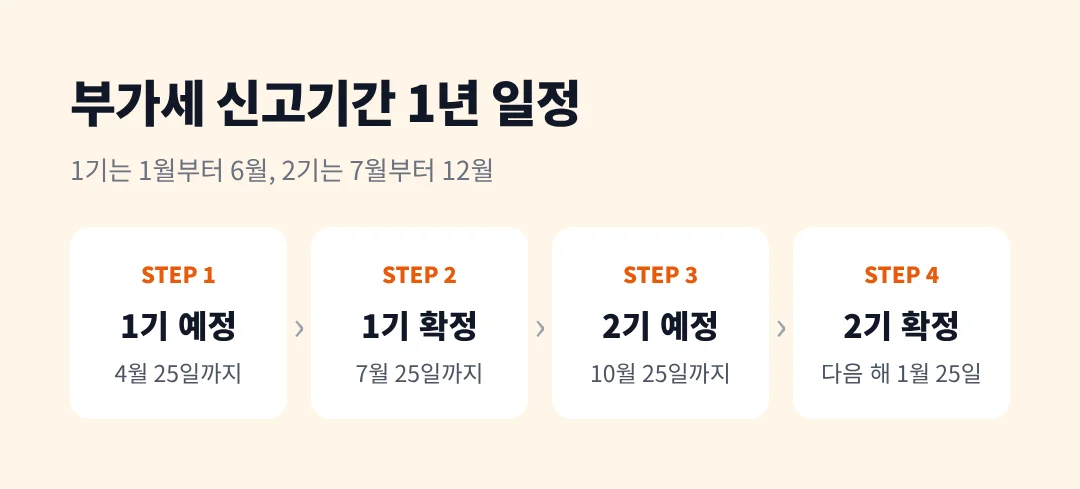 부가세 신고기간 1년 일정
1기는 1월부터 6월, 2기는 7월부터 12월
STEP 1
1기 예정
4월 25일까지
›
STEP 2
1기 확정
7월 25일까지
›
STEP 3
2기 예정
10월 25일까지
›
STEP 4
2기 확정
다음 해 1월 25일